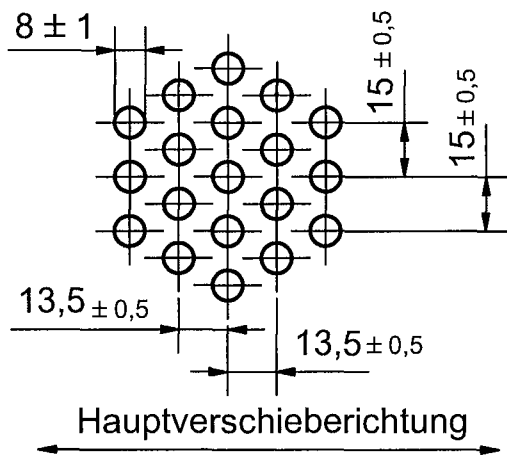 8 ± 1
15 ± 0,5
15 ± 0,5
13,5 ± 0,5
13,5 ± 0,5
Hauptverschieberichtung